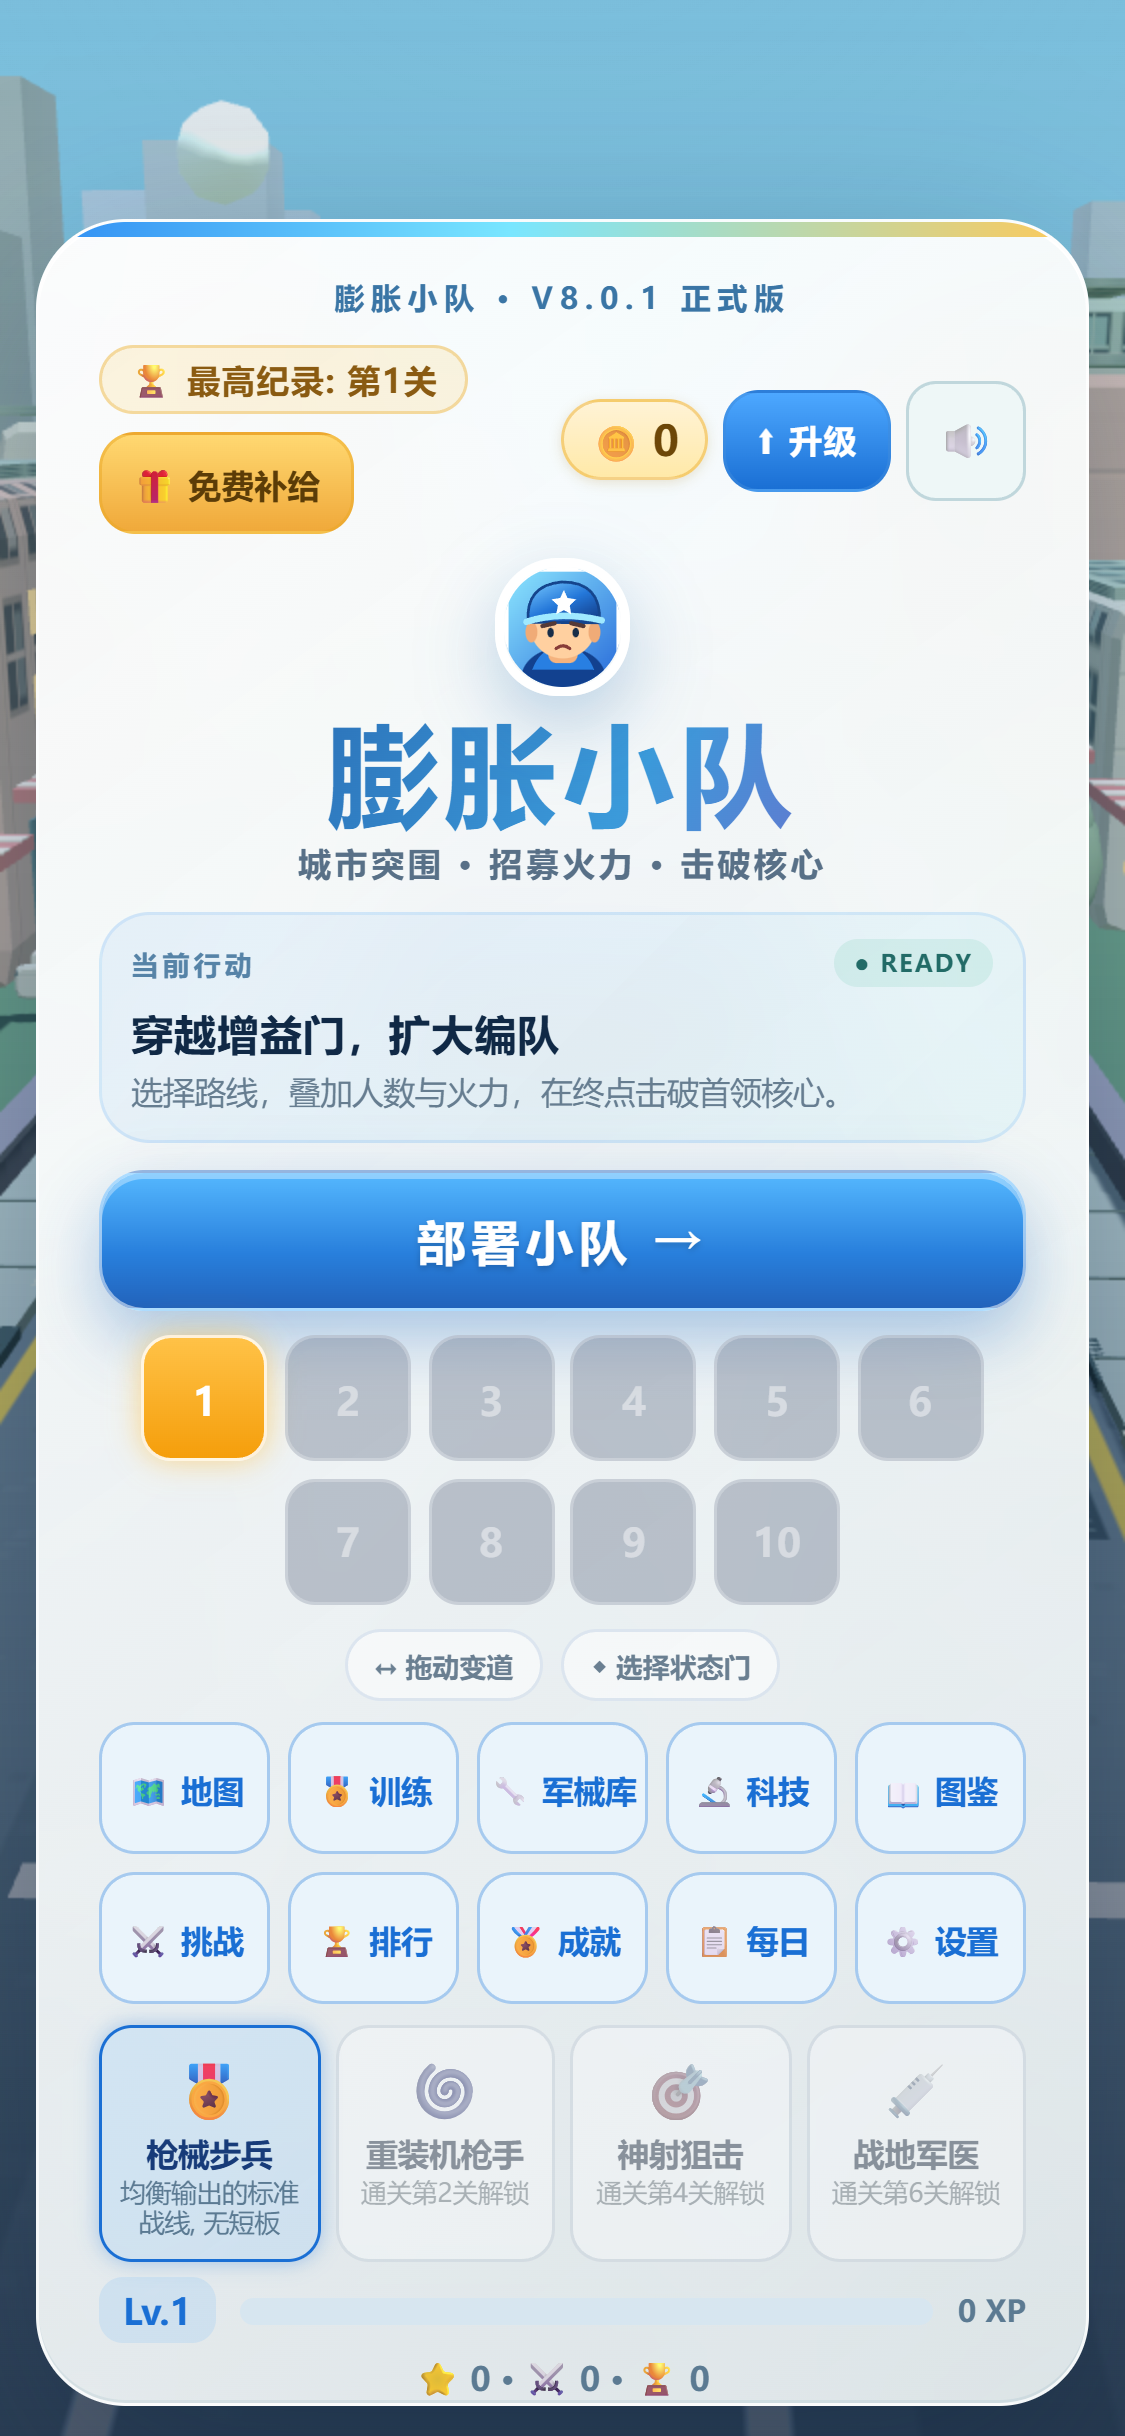 膨胀小队 • V8.0.1 正式版
最高纪录: 第1关
免费补给
0
升级
膨胀小队
城市突围 • 招募火力 • 击破核心
当前行动
• READY
穿越增益门，扩大编队
选择路线，叠加人数与火力，在终点击破首领核心。
部署小队 →
1 2 3 4 5 6
7 8 9 10
↔ 拖动变道
◆ 选择状态门
地图 训练 军械库 科技 图鉴
挑战 排行 成就 每日 设置
枪械步兵
均衡输出的标准
战线, 无短板
重装机枪手
通关第2关解锁
神射狙击
通关第4关解锁
战地军医
通关第6关解锁
Lv.1
0 XP
0 • 0 • 0